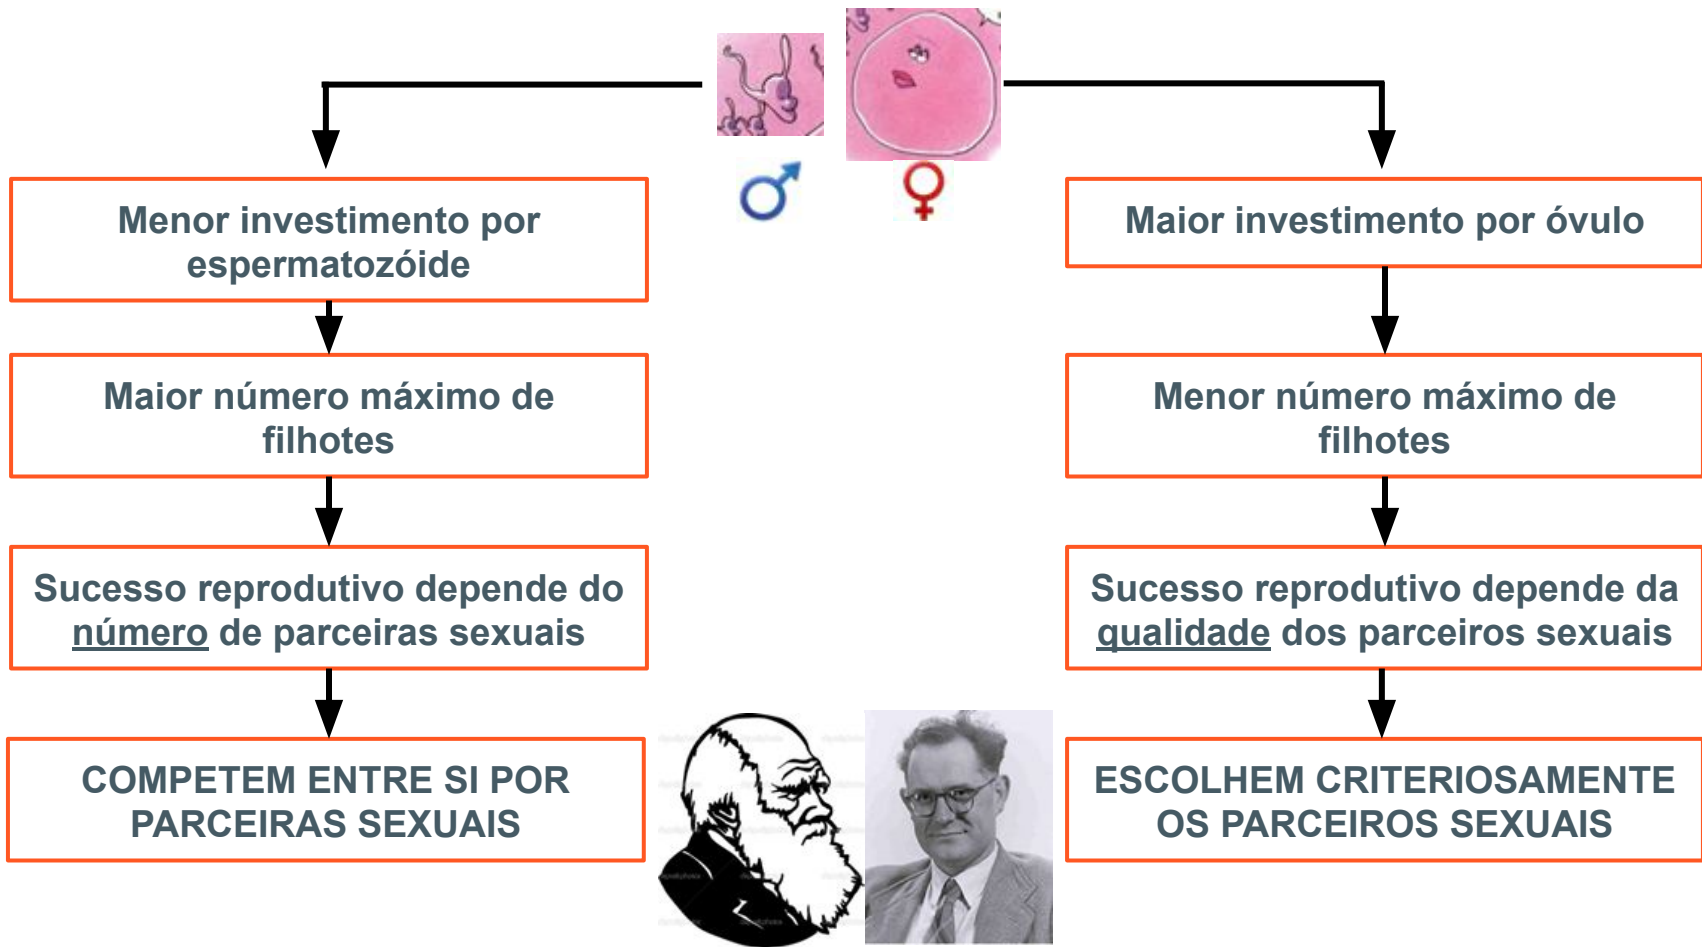 Menor investimento por
espermatozóide
Maior número máximo de
filhotes
Sucesso reprodutivo depende do
número de parceiras sexuais
COMPETEM ENTRE SI POR
PARCEIRAS SEXUAIS
Maior investimento por óvulo
Menor número máximo de
filhotes
Sucesso reprodutivo depende da
qualidade dos parceiros sexuais
ESCOLHEM CRITERIOSAMENTE
OS PARCEIROS SEXUAIS